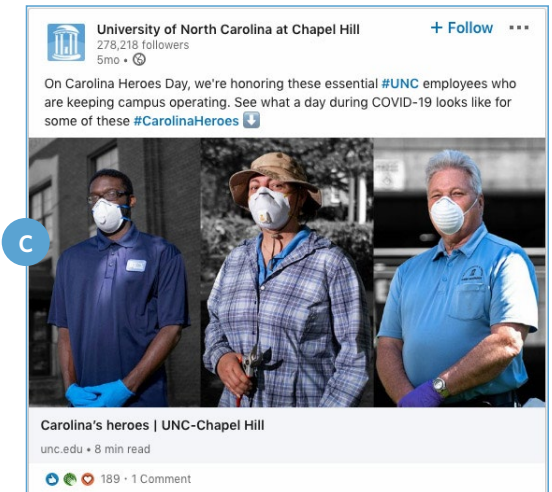 University of North Carolina at Chapel Hill
+ Follow •••
278,218 followers
5mo •
On Carolina Heroes Day, we're honoring these essential #UNC employees who
are keeping campus operating. See what a day during COVID-19 looks like for
some of these #CarolinaHeroes
C
Carolina's heroes | UNC-Chapel Hill
unc.edu • 8 min read
189 · 1 Comment